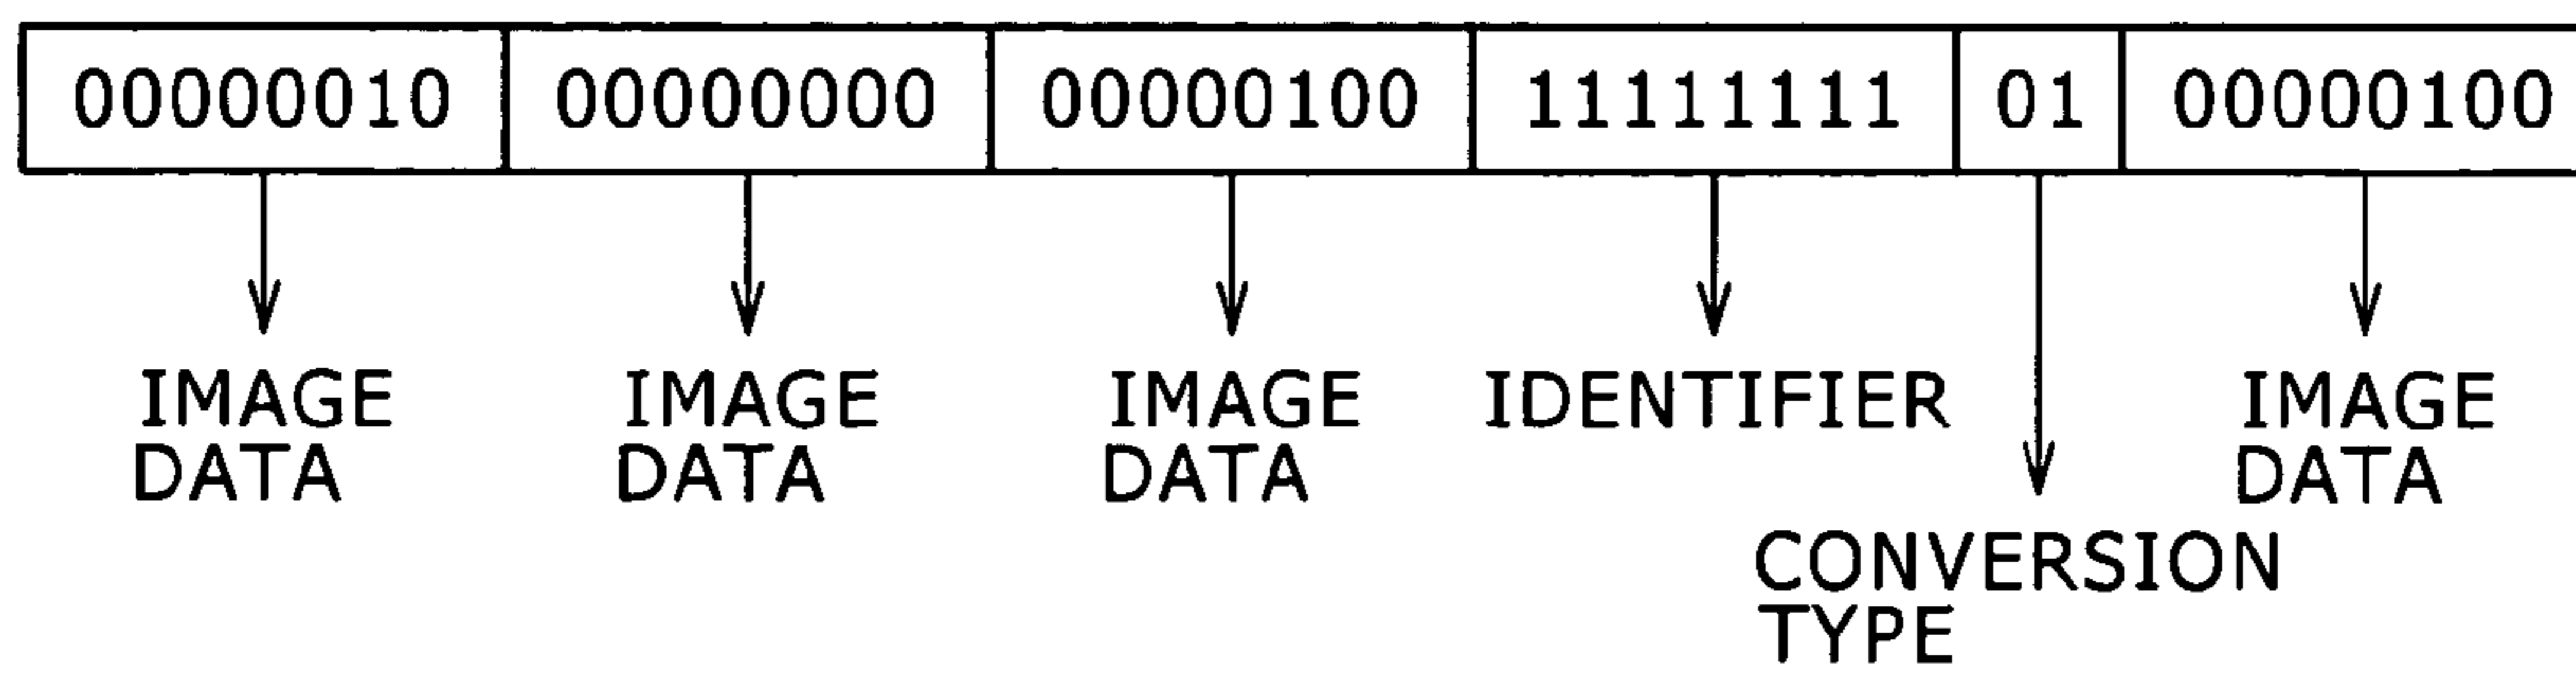 00000010 00000000 00000100 11111111 01 00000100
IMAGE DATA
IMAGE DATA
IMAGE DATA
IDENTIFIER
IMAGE DATA
CONVERSION
TYPE